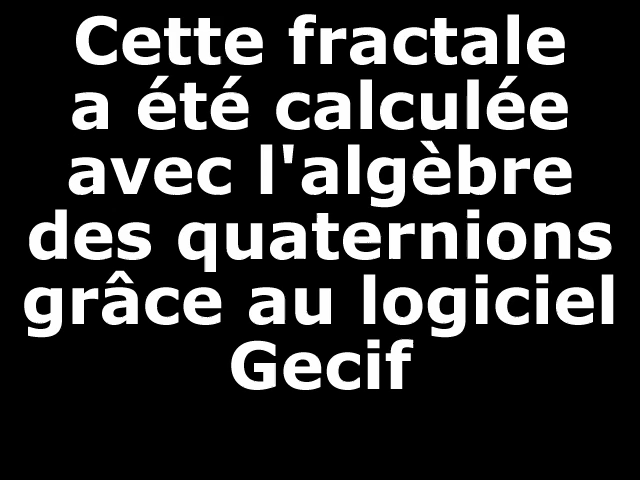 Cette fractale
a été calculée
avec l'algèbre
des quaternions
grâce au logiciel
Gecif